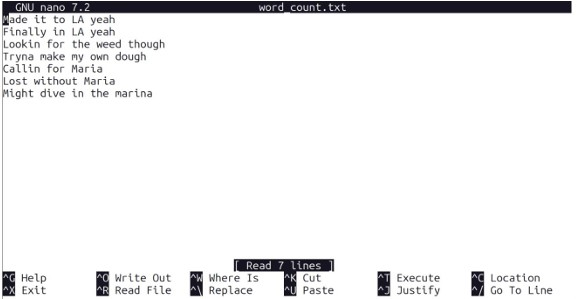 GNU nano 7.2 word_count.txt
Made it to LA yeah
Finally in LA yeah
Lookin for the weed though
Tryna make my own dough
Callin for Maria
Lost without Maria
Might dive in the marina
[ Read 7 lines ]
^G Help ^O Write Out ^W Where Is ^K Cut ^T Execute ^C Location
^X Exit ^R Read File ^\ Replace ^U Paste ^J Justify ^/ Go To Line